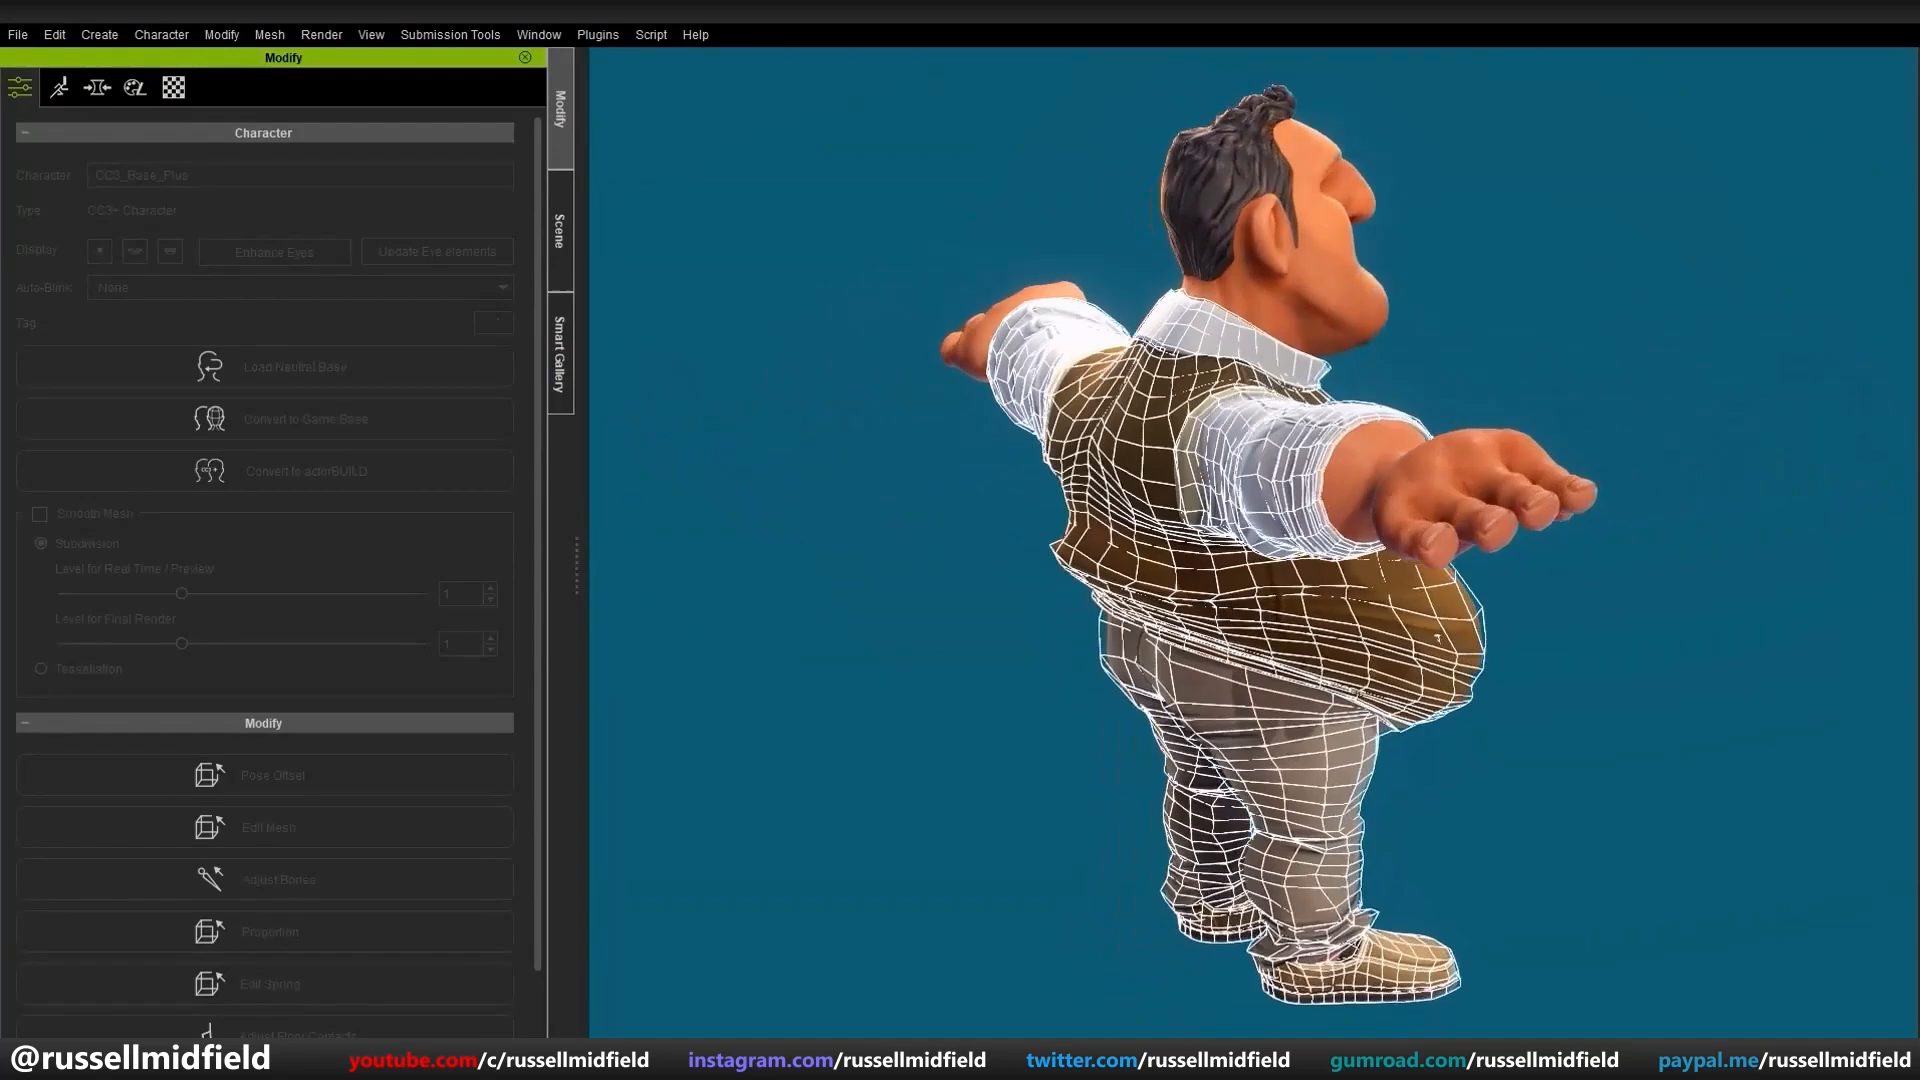 File Edit Create Character Modify Mesh Render View Submission Tools Window Plugins Script Help
Modify
Modify
Scene
Smart Gallery
Character
Character CC3_Base_Plus
Type CC3+ Character
Display Enhance Eyes Update Eye elements
Auto-Blink None
Tag
Load Neutral Base
Convert to Game Base
Convert to actorBUILD
Smooth Mesh
Subdivision
Level for Real Time / Preview
1
Level for Final Render
1
Tessellation
Modify
Pose Offset
Edit Mesh
Adjust Bones
Proportion
Edit Spring
Adjust Floor Contacts
@russellmidfield youtube.com/c/russellmidfield instagram.com/russellmidfield twitter.com/russellmidfield gumroad.com/russellmidfield paypal.me/russellmidfield